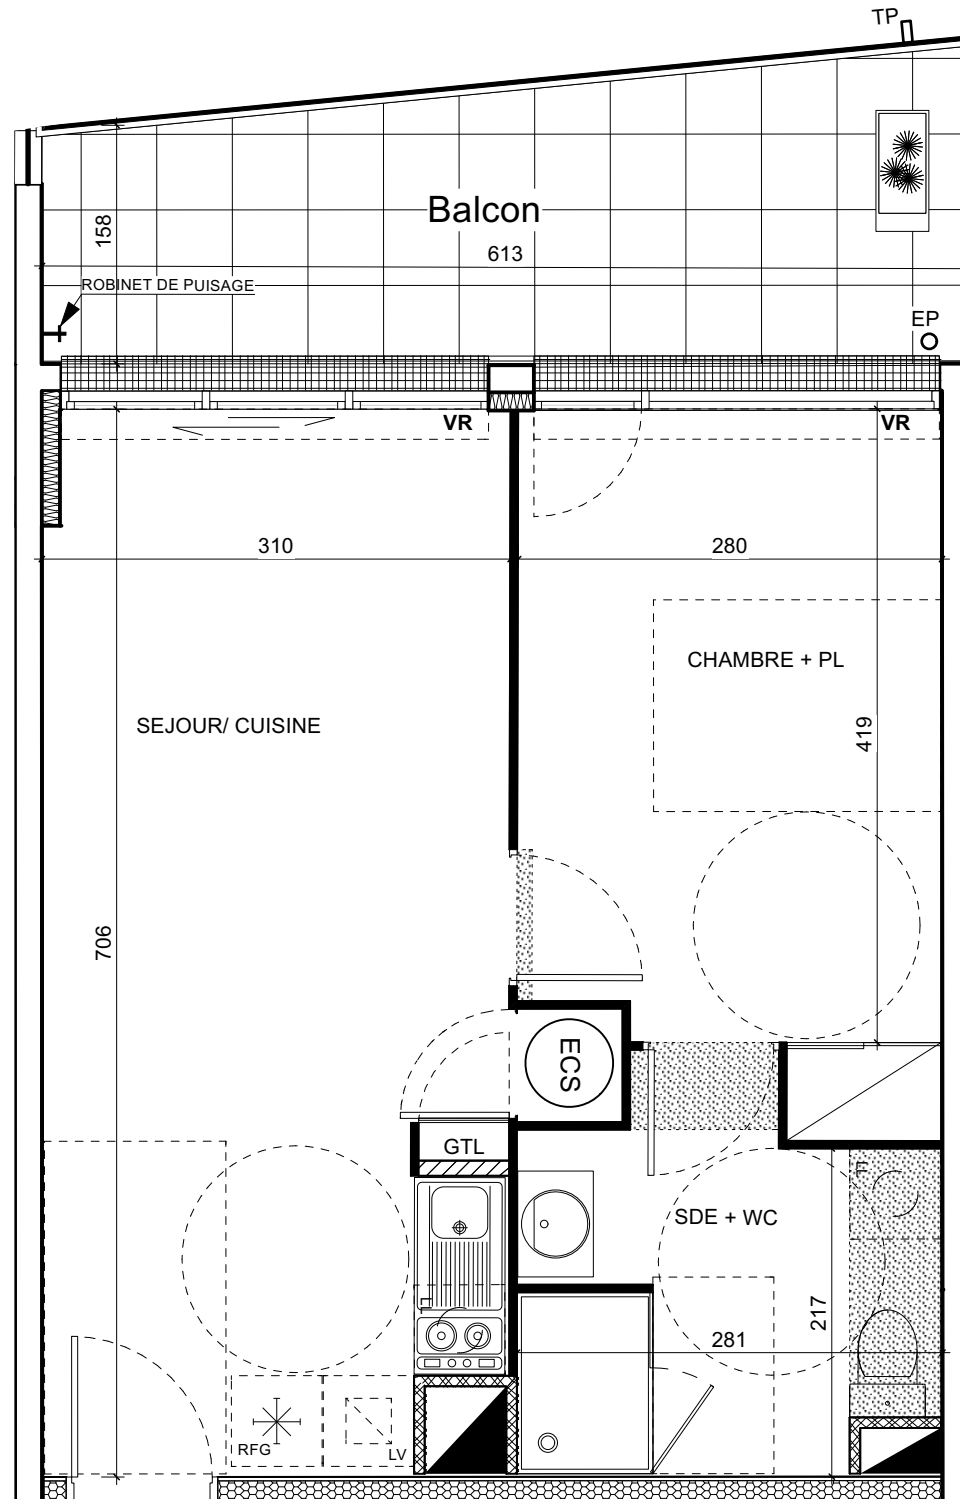 TP
Balcon
158
613
ROBINET DE PUISAGE
EP
VR
VR
310
280
CHAMBRE + PL
SEJOUR/ CUISINE
419
706
ECS
GTL
SDE + WC
217
281
RFG
LV